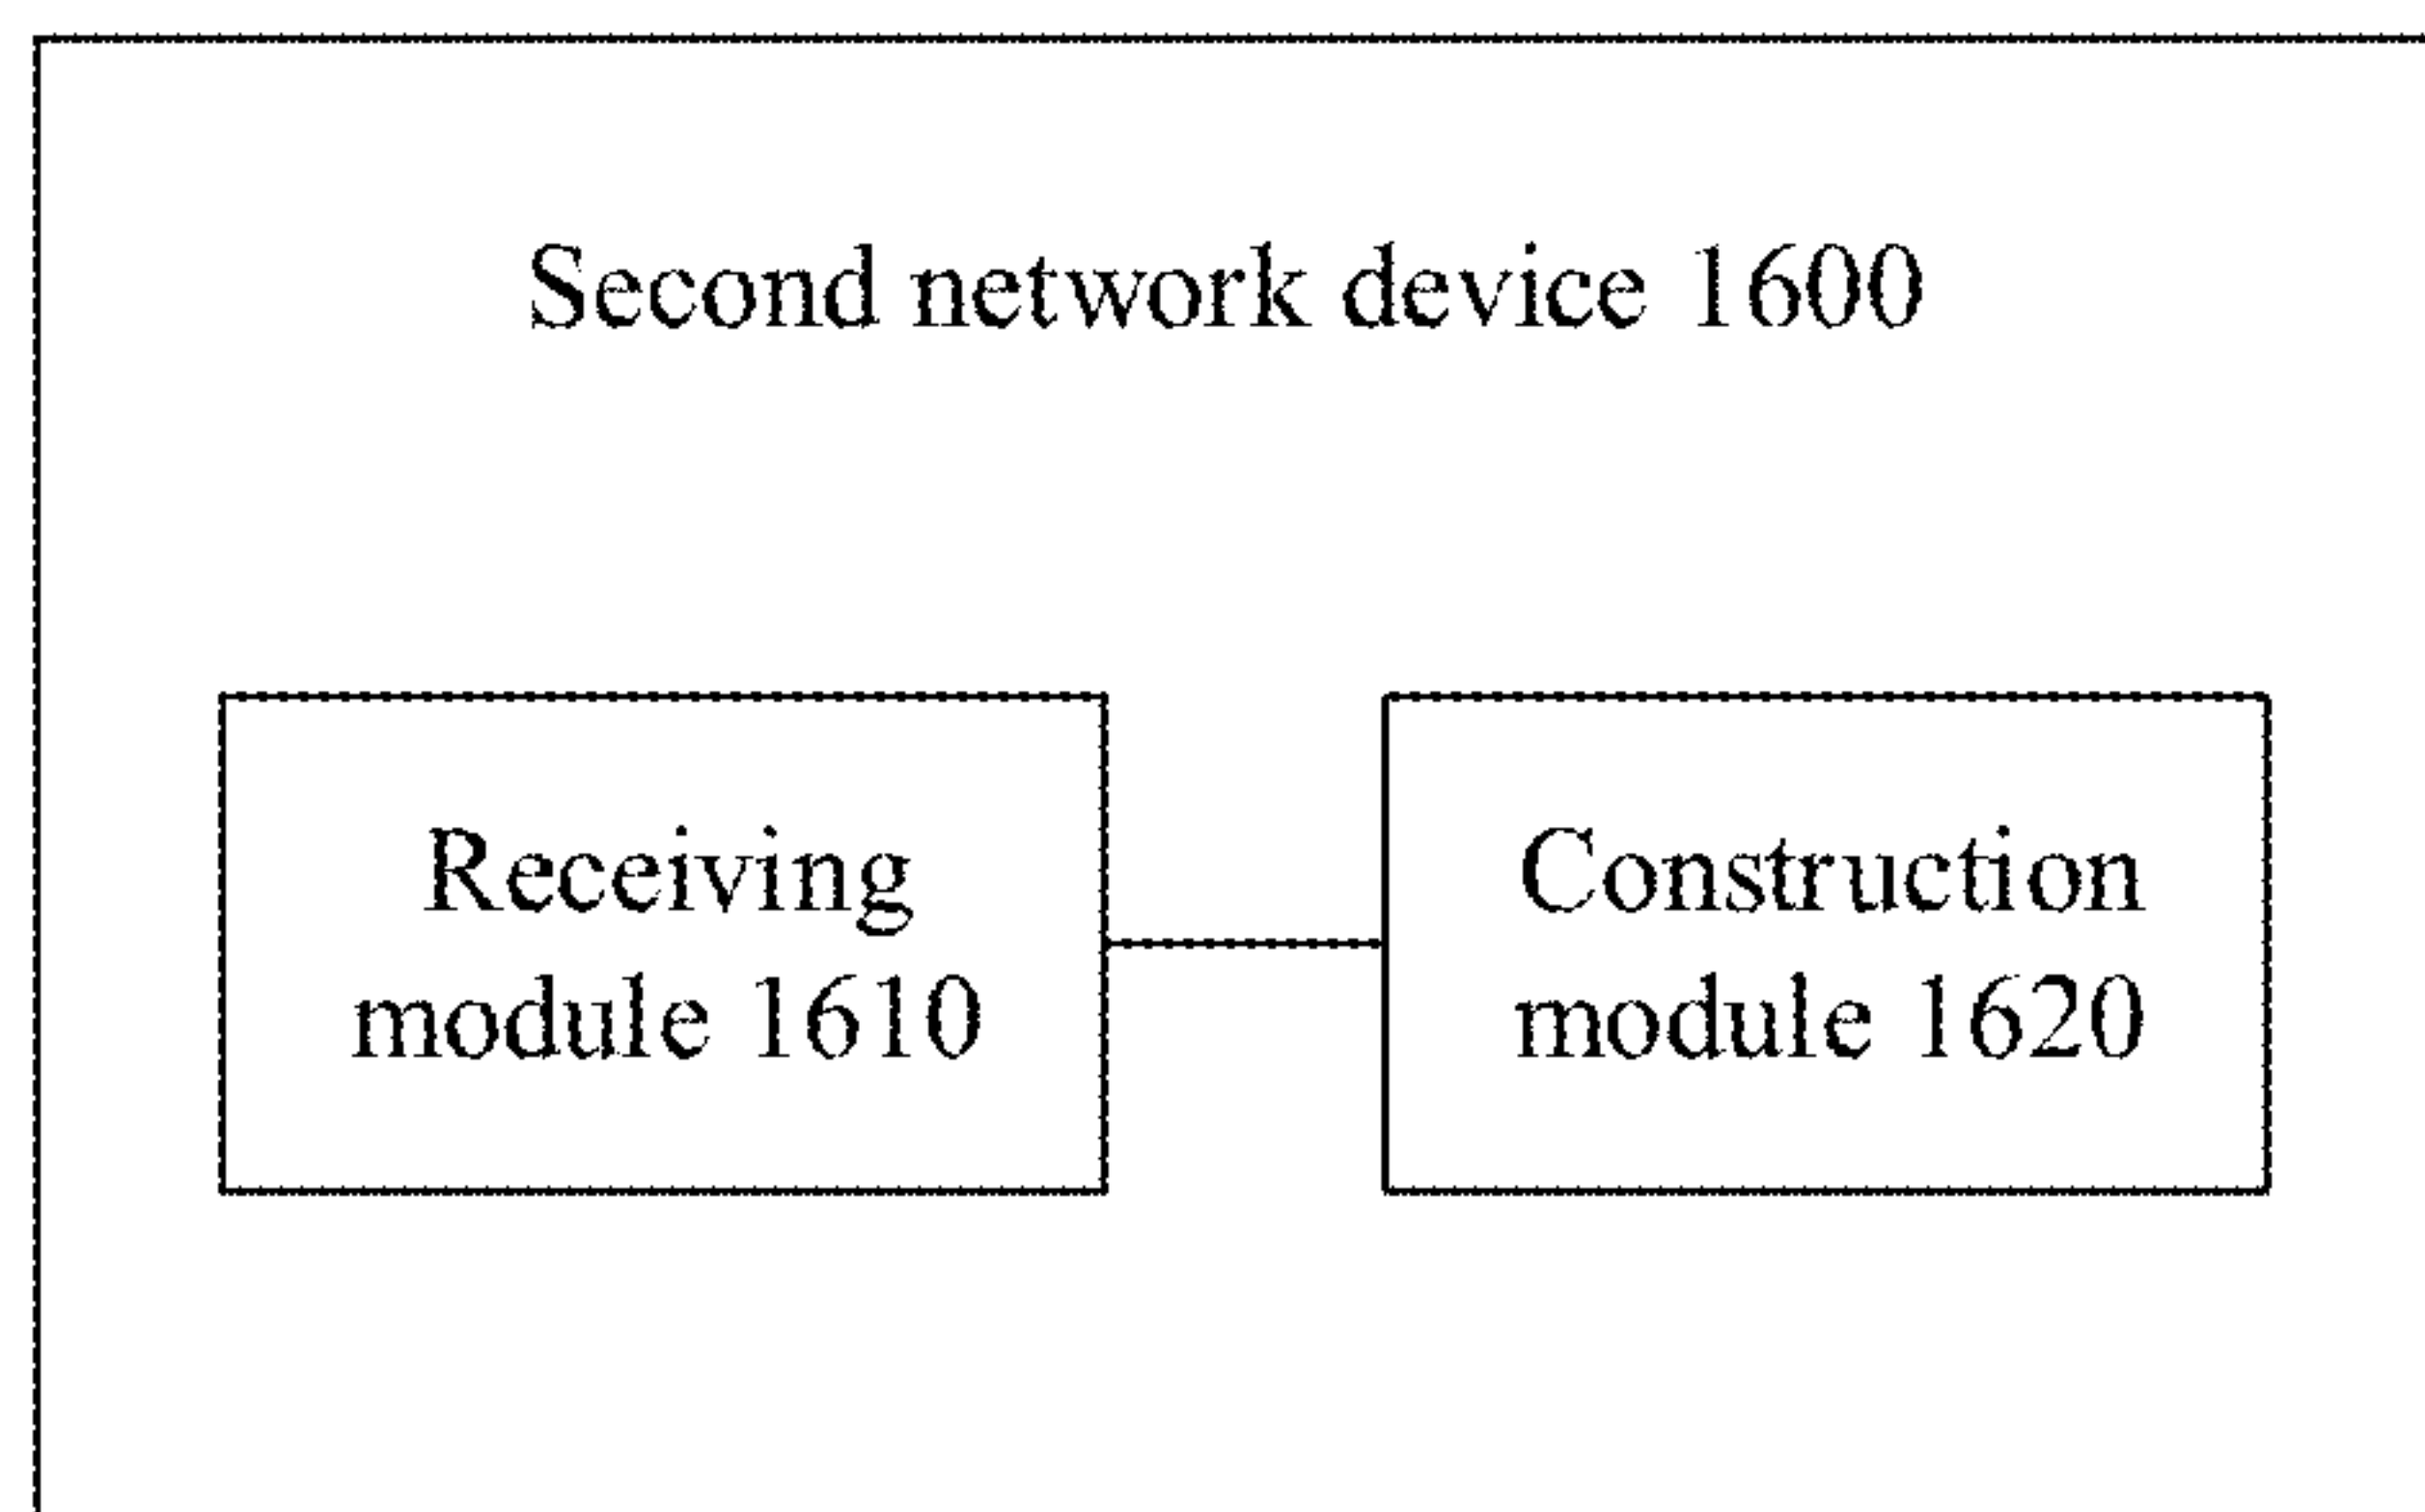 Second network device 1600
Receiving
module 1610
Construction
module 1620